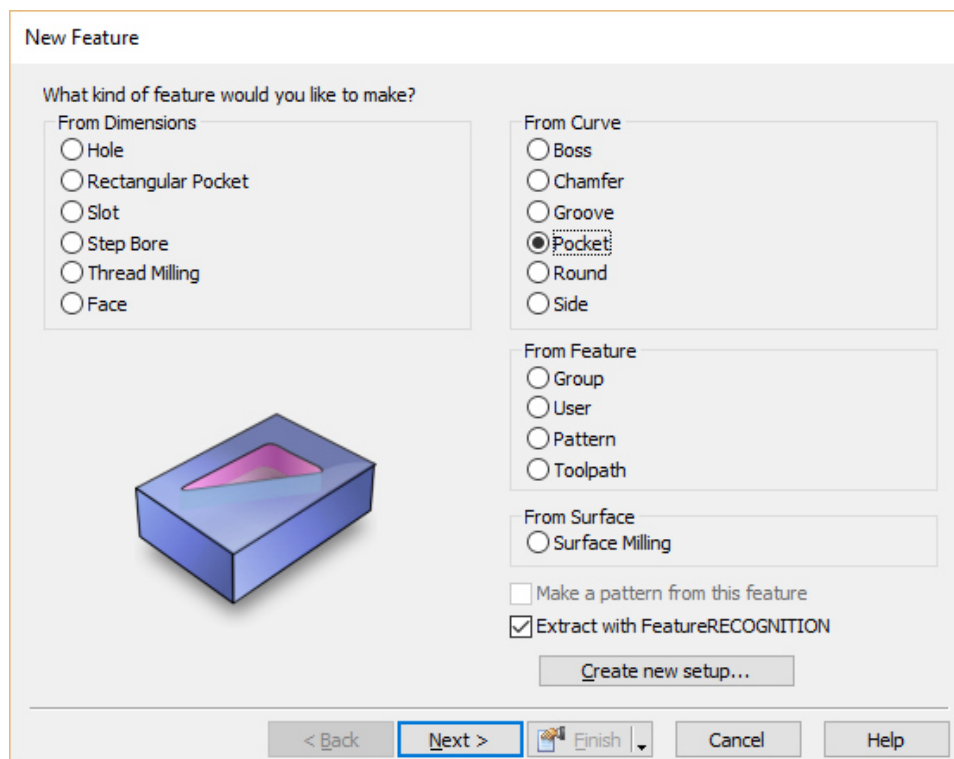 New Feature
What kind of feature would you like to make?
From Dimensions
Hole
Rectangular Pocket
Slot
Step Bore
Thread Milling
Face
From Curve
Boss
Chamfer
Groove
Pocket
Round
Side
From Feature
Group
User
Pattern
Toolpath
From Surface
Surface Milling
Make a pattern from this feature
Extract with FeatureRECOGNITION
Create new setup...
< Back Next > Finish Cancel Help